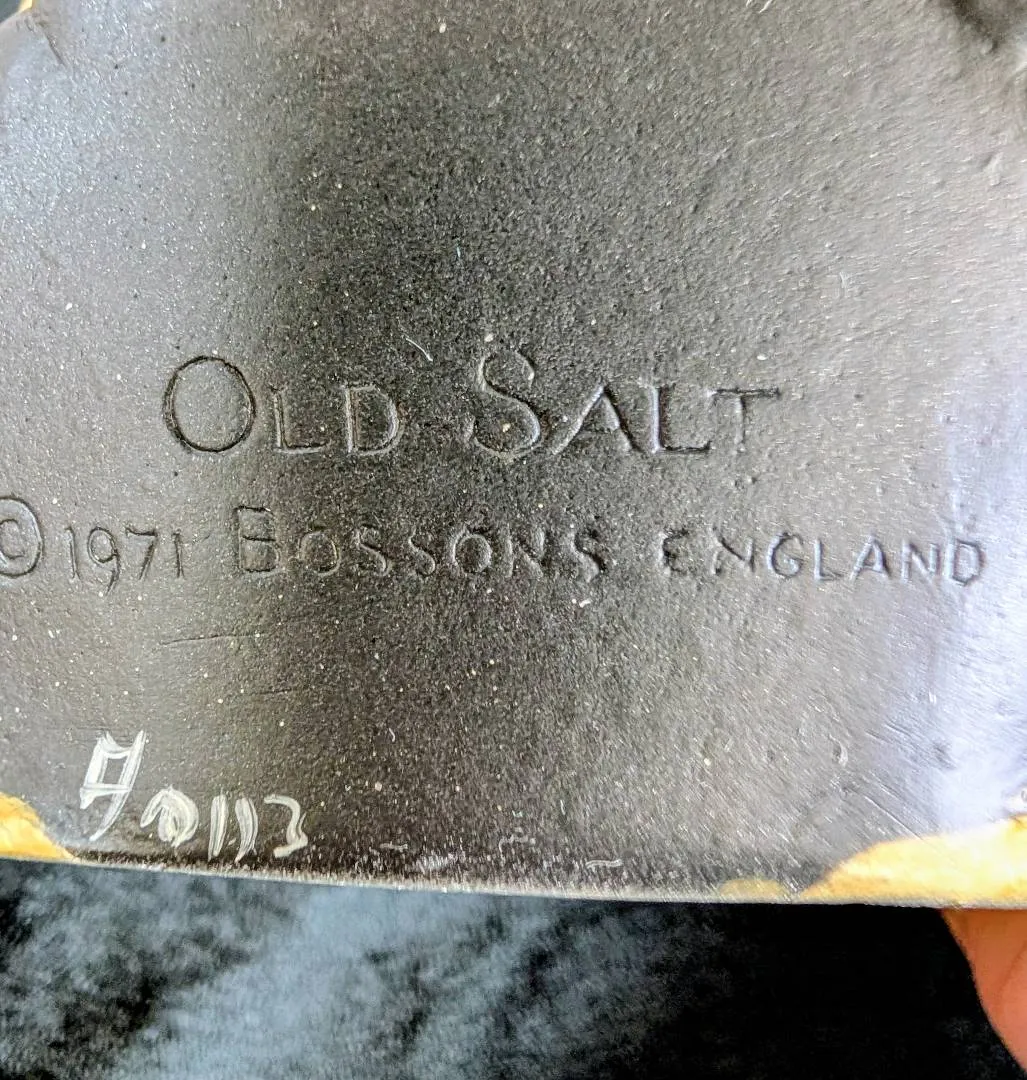 OLD SALT
© 1971 BOSSONS ENGLAND